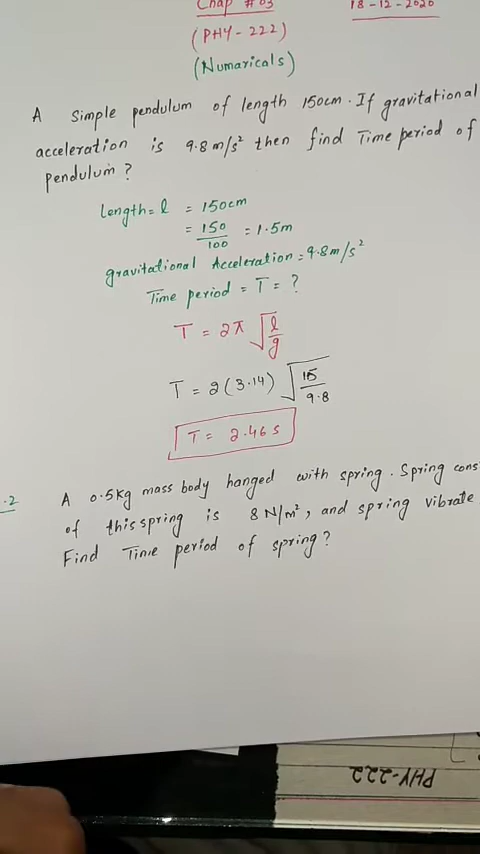 Chap # 03
18-12-2020
(PHY-222)
(Numaricals)
A Simple pendulum of length 150cm. If gravitational
acceleration is 9.8 m/s² then find Time period of
pendulum?
length = l = 150cm
= 150/100 = 1.5m
gravitational Acceleration = 9.8m/s²
Time period = T = ?
T = 2π √(l/g)
T = 2(3.14) √(15/9.8)
T = 2.46 s
.2 A 0.5kg mass body hanged with spring. Spring cons
of this spring is 8 N/m², and spring vibrate
Find Time period of spring?
PHY-222